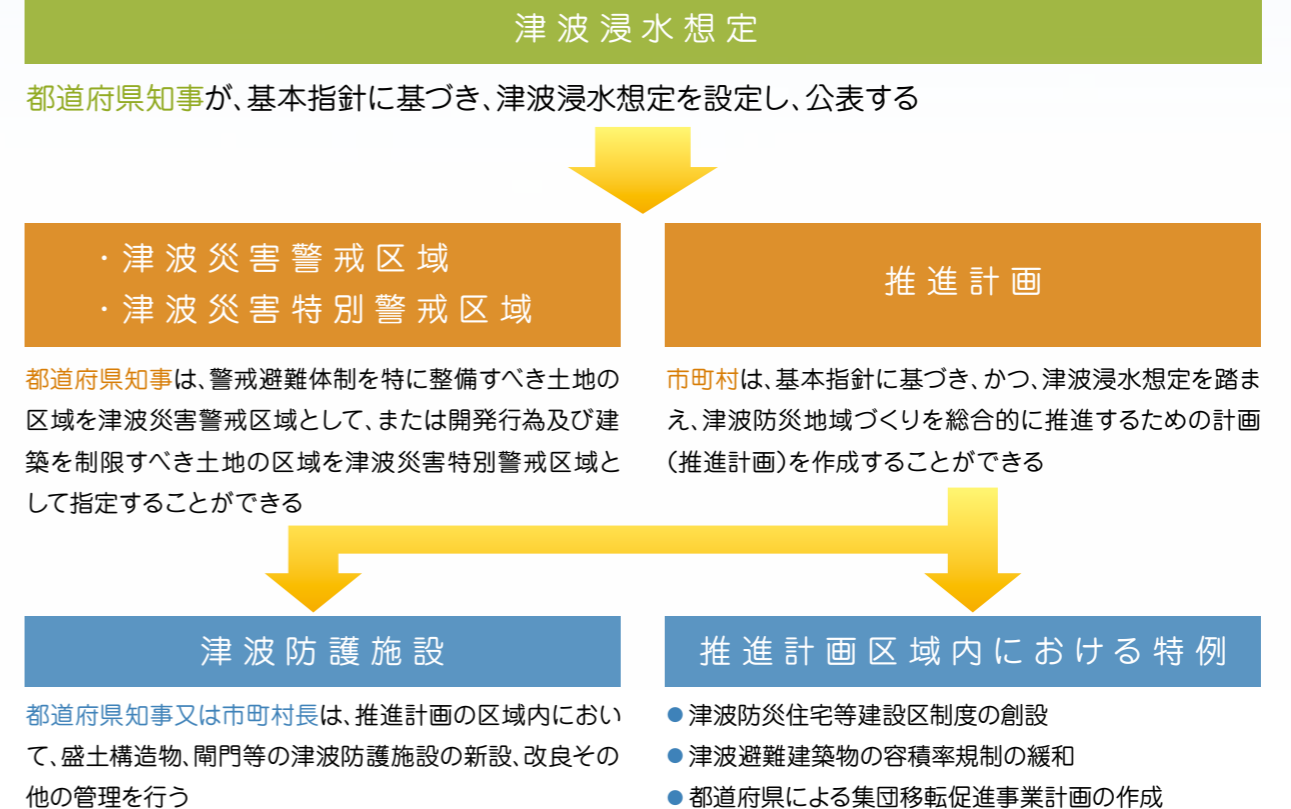 津波浸水想定
都道府県知事が、基本指針に基づき、津波浸水想定を設定し、公表する
・津波災害警戒区域
・津波災害特別警戒区域
都道府県知事は、警戒避難体制を特に整備すべき土地の
区域を津波災害警戒区域として、または開発行為及び建
築を制限すべき土地の区域を津波災害特別警戒区域と
して指定することができる
推進計画
市町村は、基本指針に基づき、かつ、津波浸水想定を踏ま
え、津波防災地域づくりを総合的に推進するための計画
（推進計画）を作成することができる
津波防護施設
都道府県知事又は市町村長は、推進計画の区域内におい
て、盛土構造物、閘門等の津波防護施設の新設、改良その
他の管理を行う
推進計画区域内における特例
●津波防災住宅等建設区制度の創設
●津波避難建築物の容積率規制の緩和
●都道府県による集団移転促進事業計画の作成